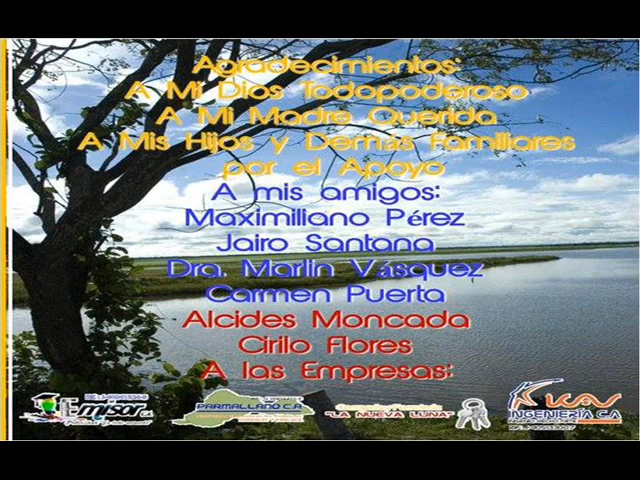 Agradecimientos:
A Mi Dios Todopoderoso
A Mi Madre Querida
A Mis Hijos y Demás Familiares
por el Apoyo
A mis amigos:
Maximiliano Pérez
Jairo Santana
Dra. Marlin Vásquez
Carmen Puerta
Alcides Moncada
Cirilo Flores
A las Empresas:
Emisor C.A
PARMALLANO C.A
"LA NUEVA LUNA"
Kicas
INGENIERÍA C.A